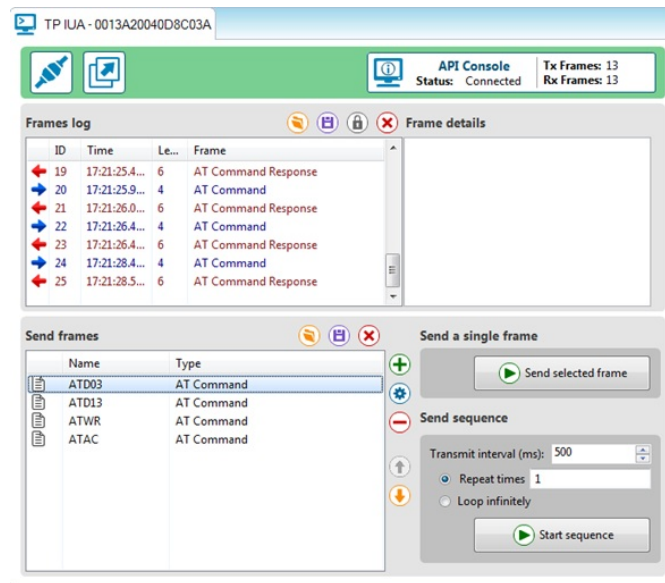 TP IUA - 0013A20040D8C03A
API Console
Status: Connected
Tx Frames: 13
Rx Frames: 13
Frames log
Frame details
ID Time Le... Frame
19 17:21:25.4... 6 AT Command Response
20 17:21:25.9... 4 AT Command
21 17:21:26.0... 6 AT Command Response
22 17:21:26.4... 4 AT Command
23 17:21:26.4... 6 AT Command Response
24 17:21:28.4... 4 AT Command
25 17:21:28.5... 6 AT Command Response
Send frames
Name Type
ATD03 AT Command
ATD13 AT Command
ATWR AT Command
ATAC AT Command
Send a single frame
Send selected frame
Send sequence
Transmit interval (ms): 500
Repeat times 1
Loop infinitely
Start sequence